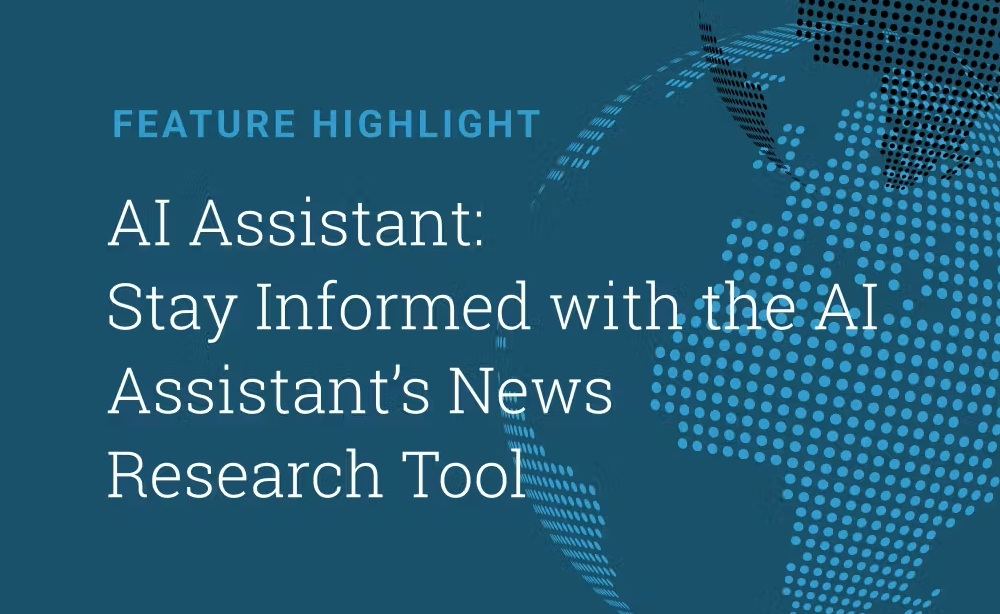 FEATURE HIGHLIGHT
AI Assistant:
Stay Informed with the AI
Assistant’s News
Research Tool